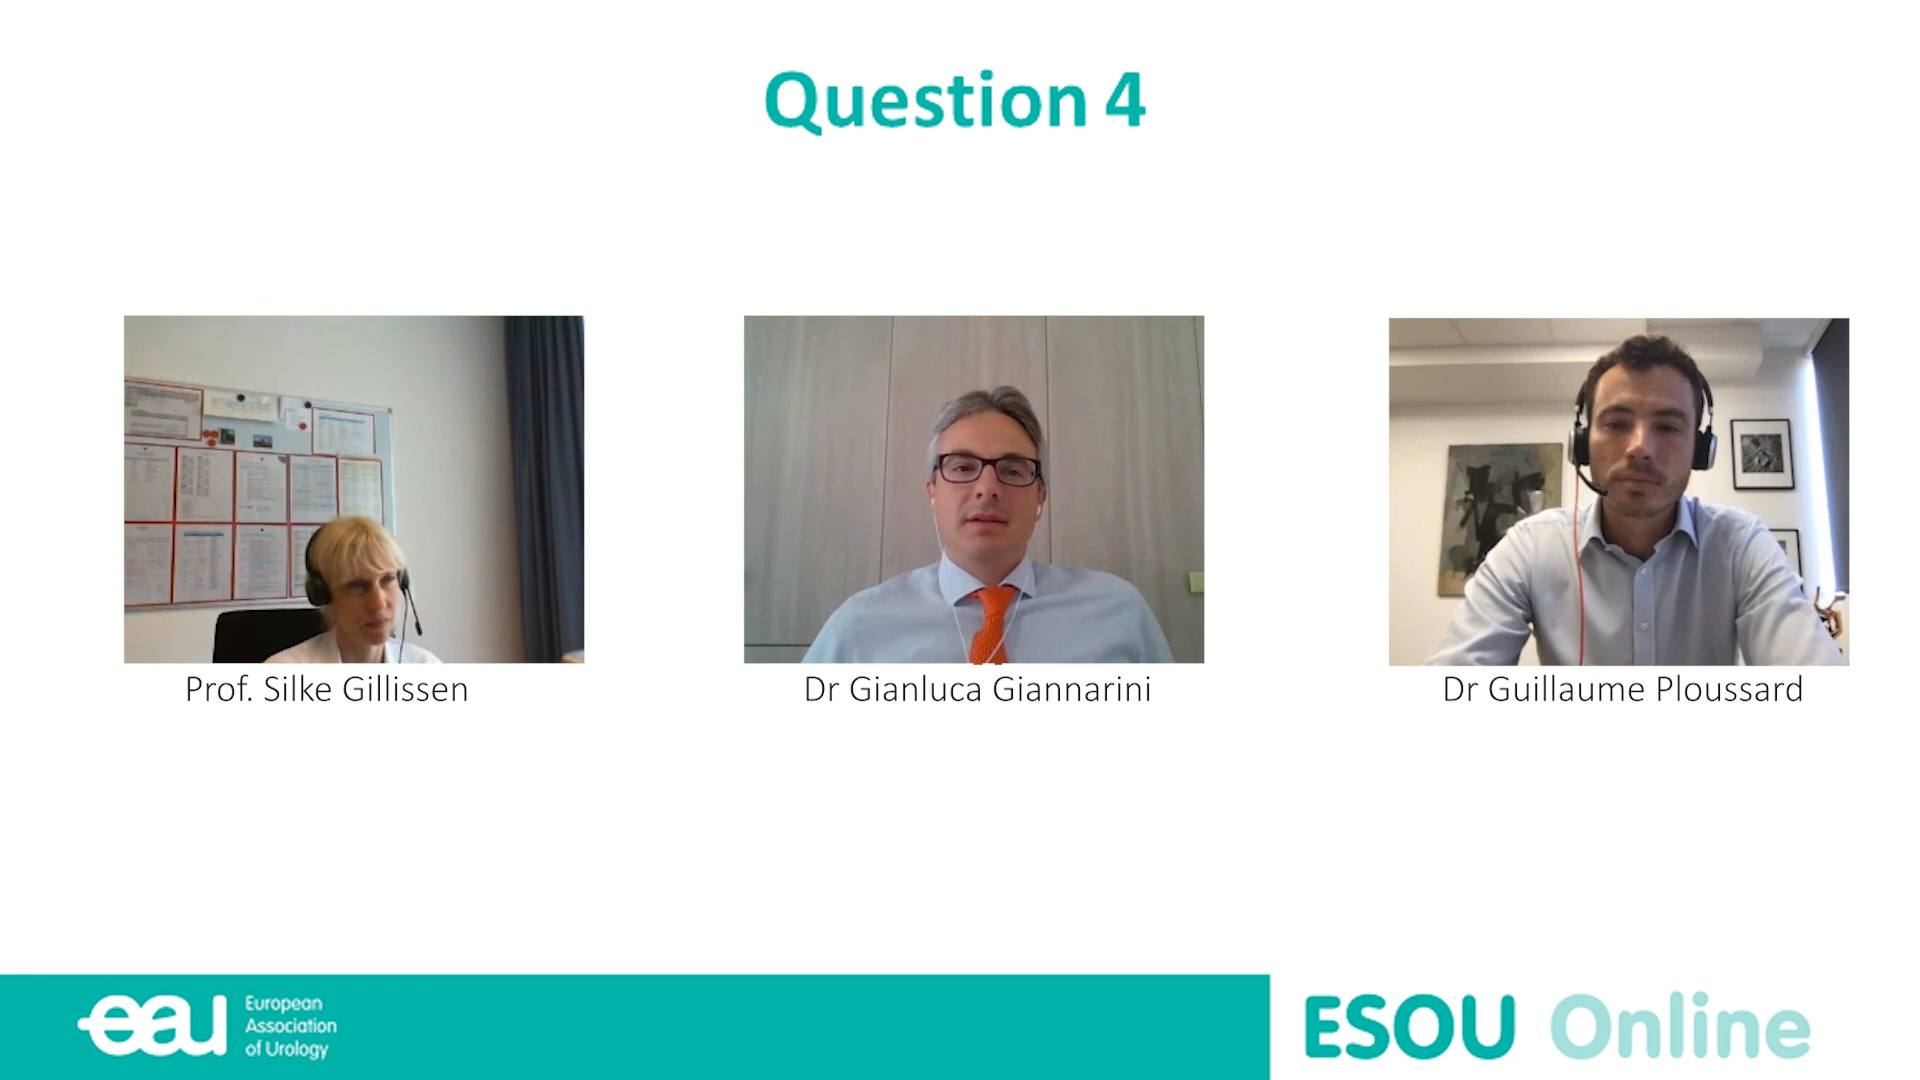 Question 4
Prof. Silke Gillissen
Dr Gianluca Giannarini
Dr Guillaume Ploussard
eau
European
Association
of Urology
ESOU Online